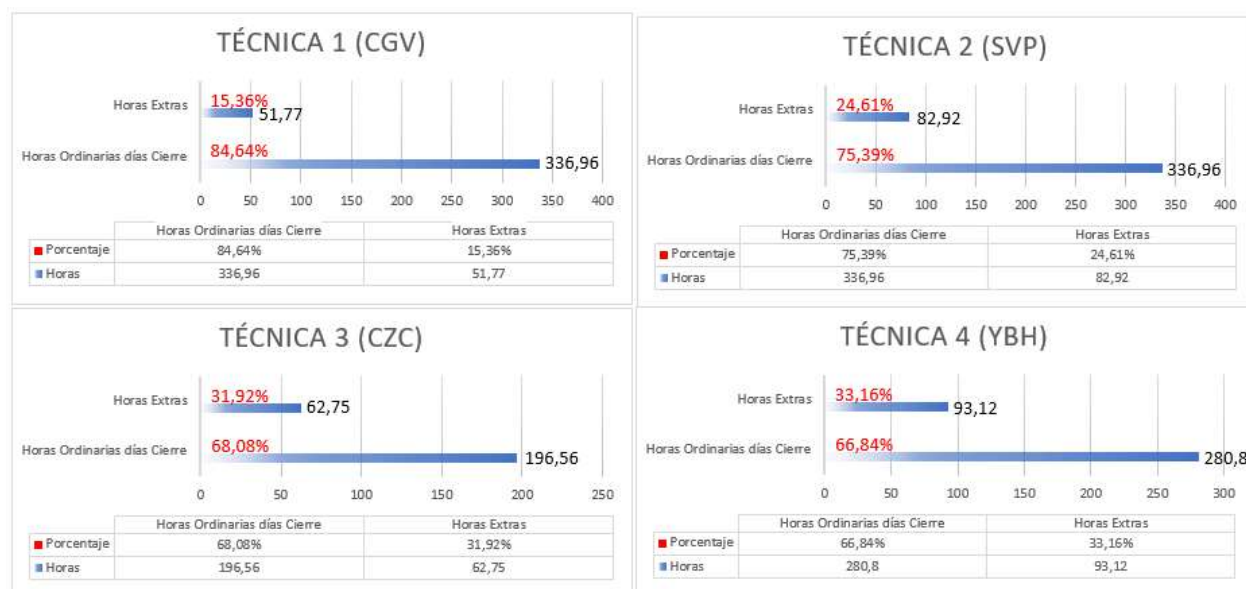 TÉCNICA 1 (CGV)
Horas Extras
15,36%
51,77
Horas Ordinarias días Cierre
84,64%
336,96
0 50 100 150 200 250 300 350 400
Horas Ordinarias días Cierre Horas Extras
Porcentaje 84,64% 15,36%
Horas 336,96 51,77
TÉCNICA 2 (SVP)
Horas Extras
24,61%
82,92
Horas Ordinarias días Cierre
75,39%
336,96
0 50 100 150 200 250 300 350 400
Horas Ordinarias días Cierre Horas Extras
Porcentaje 75,39% 24,61%
Horas 336,96 82,92
TÉCNICA 3 (CZC)
Horas Extras
31,92%
62,75
Horas Ordinarias días Cierre
68,08%
196,56
0 50 100 150 200 250
Horas Ordinarias días Cierre Horas Extras
Porcentaje 68,08% 31,92%
Horas 196,56 62,75
TÉCNICA 4 (YBH)
Horas Extras
33,16%
93,12
Horas Ordinarias días Cierre
66,84%
280,8
0 50 100 150 200 250 300
Horas Ordinarias días Cierre Horas Extras
Porcentaje 66,84% 33,16%
Horas 280,8 93,12